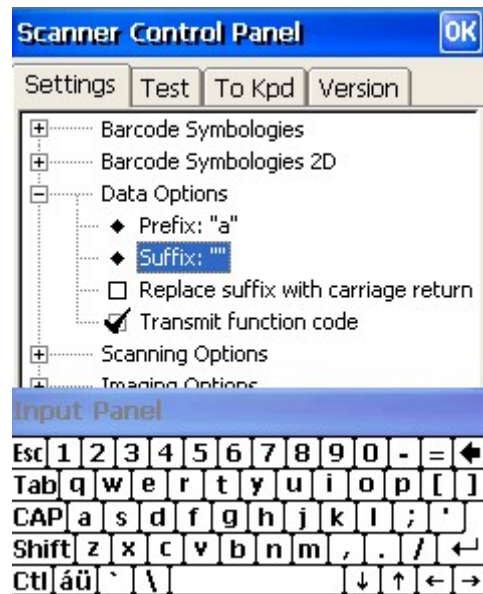 Scanner Control Panel OK
Settings Test To Kpd Version
Barcode Symbologies
Barcode Symbologies 2D
Data Options
Prefix: "a"
Suffix: ""
Replace suffix with carriage return
Transmit function code
Scanning Options
Imaging Options
Input Panel
Esc 1 2 3 4 5 6 7 8 9 0 - =
Tab q w e r t y u i o p [ ]
CAP a s d f g h j k l ; '
Shift z x c v b n m , . /
Ctl áü ` \